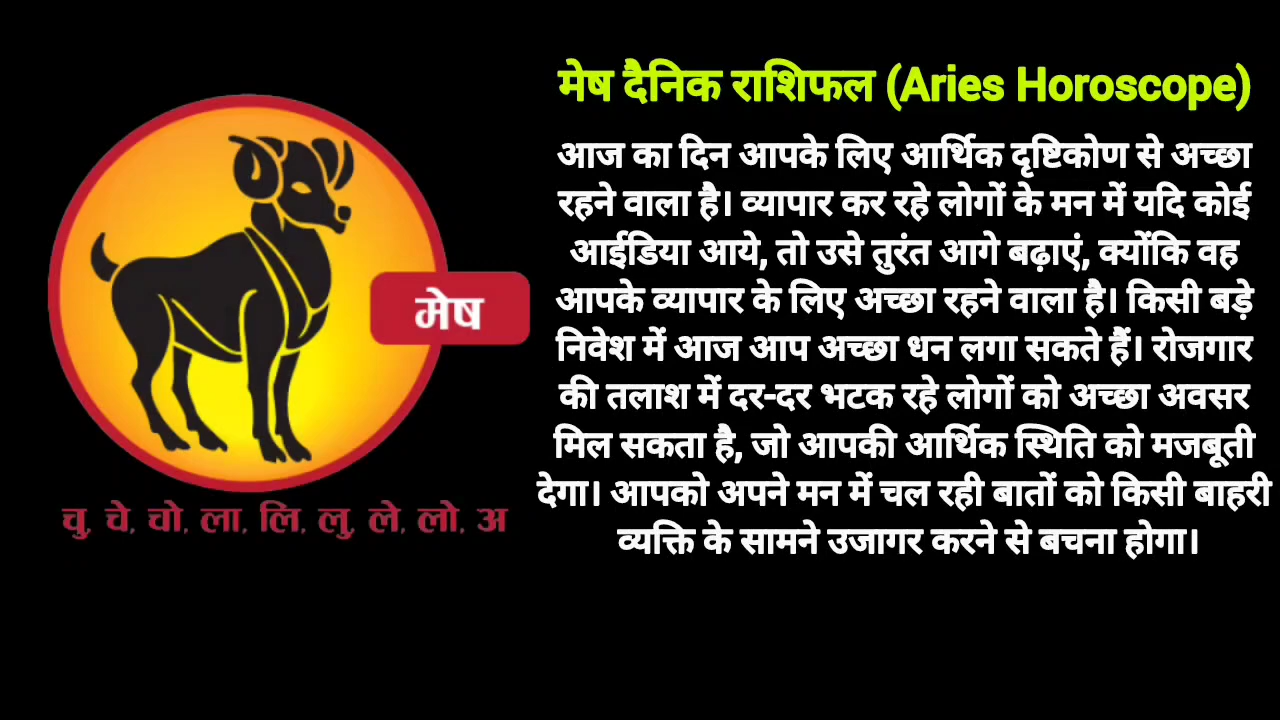 मेष दैनिक राशिफल (Aries Horoscope)
आज का दिन आपके लिए आर्थिक दृष्टिकोण से अच्छा
रहने वाला है। व्यापार कर रहे लोगों के मन में यदि कोई
आईडिया आये, तो उसे तुरंत आगे बढ़ाएं, क्योंकि वह
आपके व्यापार के लिए अच्छा रहने वाला है। किसी बड़े
निवेश में आज आप अच्छा धन लगा सकते हैं। रोजगार
की तलाश में दर-दर भटक रहे लोगों को अच्छा अवसर
मिल सकता है, जो आपकी आर्थिक स्थिति को मजबूती
देगा। आपको अपने मन में चल रही बातों को किसी बाहरी
व्यक्ति के सामने उजागर करने से बचना होगा।
मेष
चु, चे, चो, ला, लि, लु, ले, लो, अ